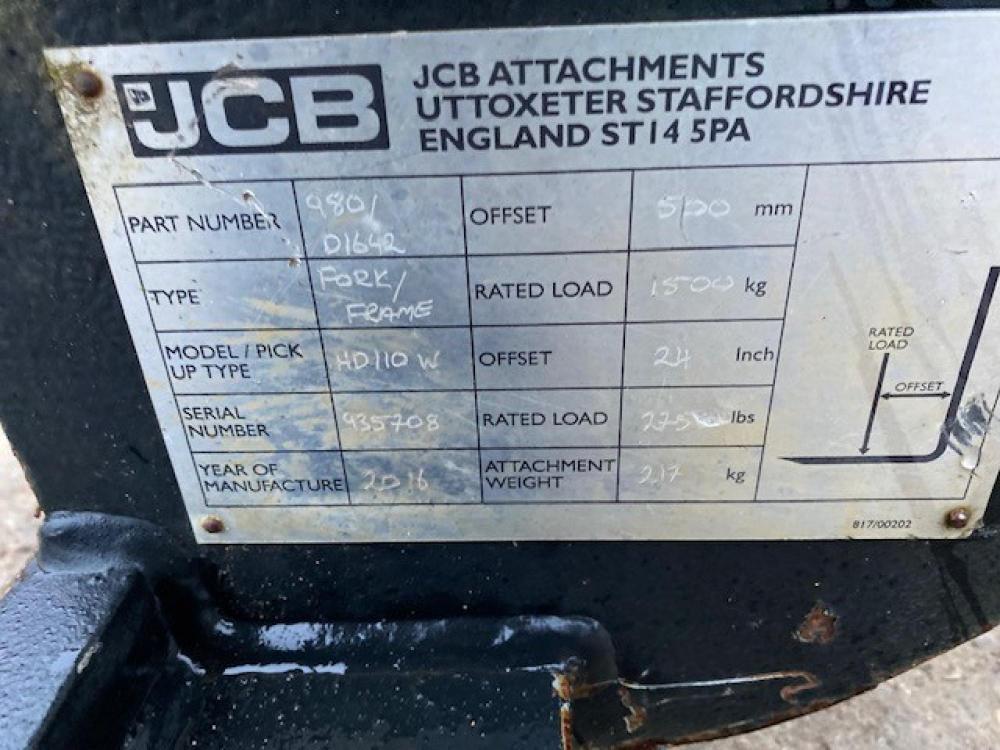 JCB
JCB ATTACHMENTS
UTTOXETER STAFFORDSHIRE
ENGLAND ST14 5PA
PART NUMBER 9801/
D1642
OFFSET 500 mm
TYPE FORK/
FRAME
RATED LOAD 1500 kg
MODEL / PICK
UP TYPE
HD110 W
OFFSET 24 Inch
SERIAL
NUMBER
935708
RATED LOAD lbs
YEAR OF
MANUFACTURE
2016
ATTACHMENT
WEIGHT
217 kg
RATED
LOAD
OFFSET
817/00202